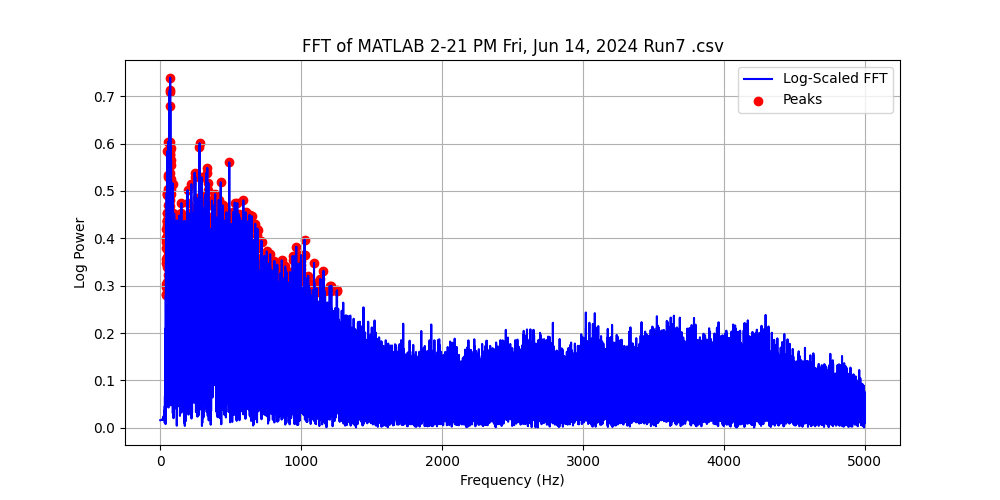 FFT of MATLAB 2-21 PM Fri, Jun 14, 2024 Run7 .csv
Log-Scaled FFT
Peaks
Log Power
0.7
0.6
0.5
0.4
0.3
0.2
0.1
0.0
0 1000 2000 3000 4000 5000
Frequency (Hz)